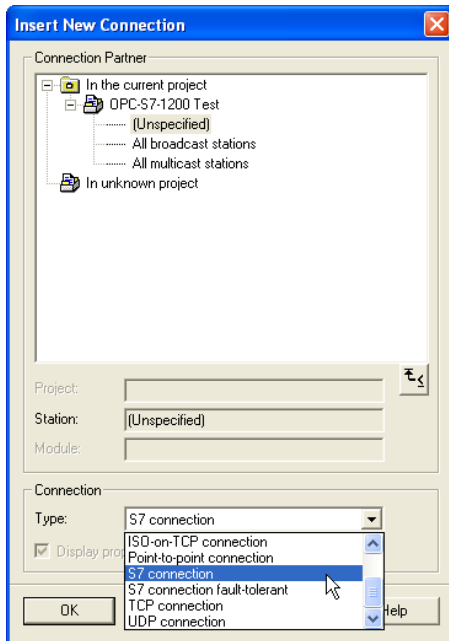 Insert New Connection
Connection Partner
In the current project
OPC-S7-1200 Test
(Unspecified)
All broadcast stations
All multicast stations
In unknown project
Project:
Station: (Unspecified)
Module:
Connection
Type: S7 connection
ISO-on-TCP connection
Display
Point-to-point connection
S7 connection
S7 connection fault-tolerant
TCP connection
UDP connection
OK